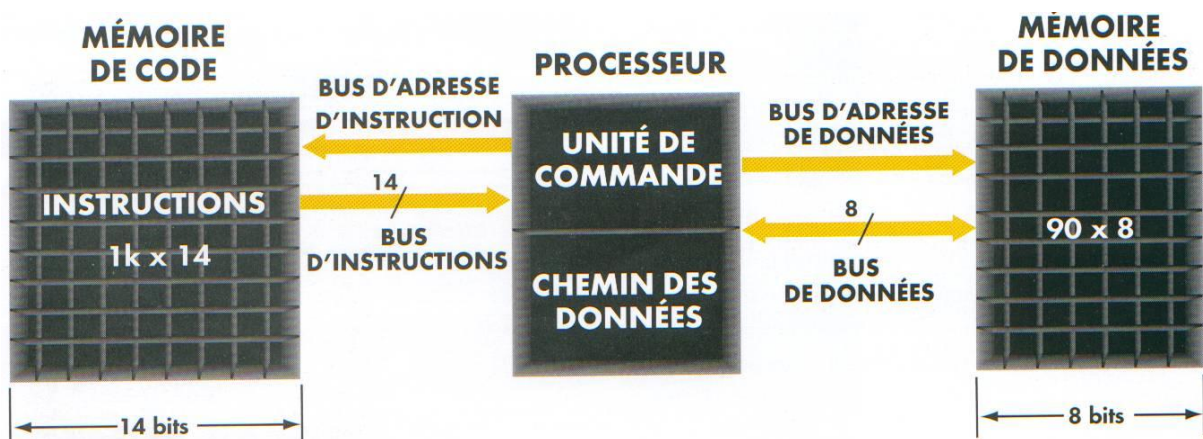 MÉMOIRE
DE CODE
BUS D'ADRESSE
D'INSTRUCTION
INSTRUCTIONS
1k x 14
14
BUS
D'INSTRUCTIONS
14 bits
PROCESSEUR
UNITÉ DE
COMMANDE
CHEMIN DES
DONNÉES
BUS D'ADRESSE
DE DONNÉES
8
BUS
DE DONNÉES
MÉMOIRE
DE DONNÉES
90 x 8
8 bits